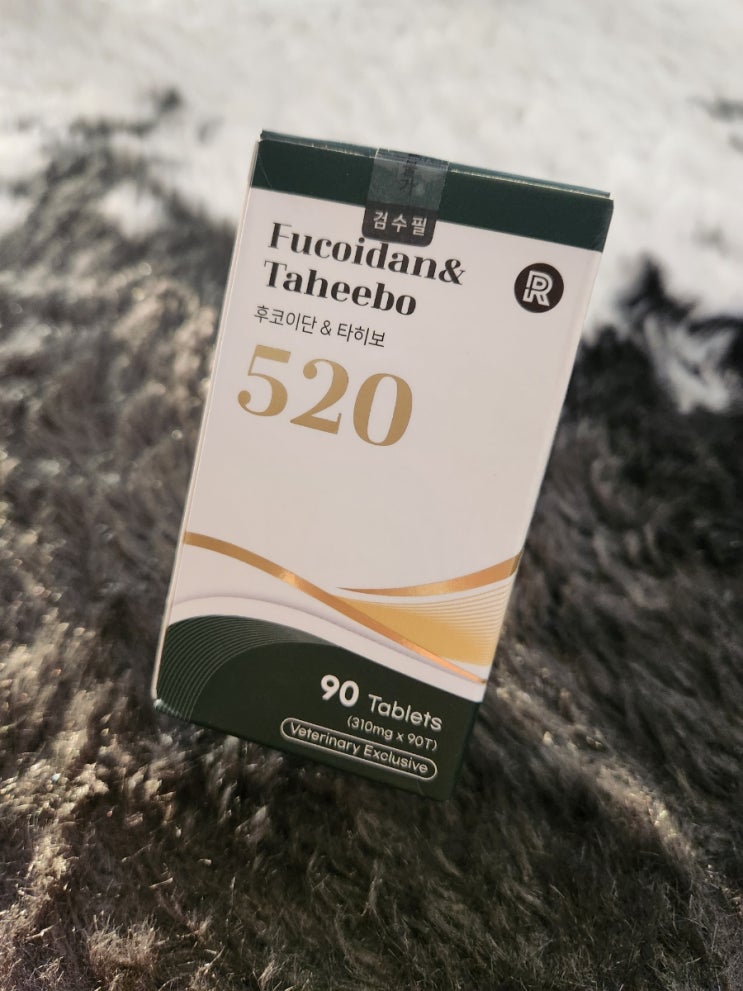 검수필
Fucoidan&
Taheebo
후코이단 & 타히보
520
90 Tablets
(310mg x 90T)
Veterinary Exclusive